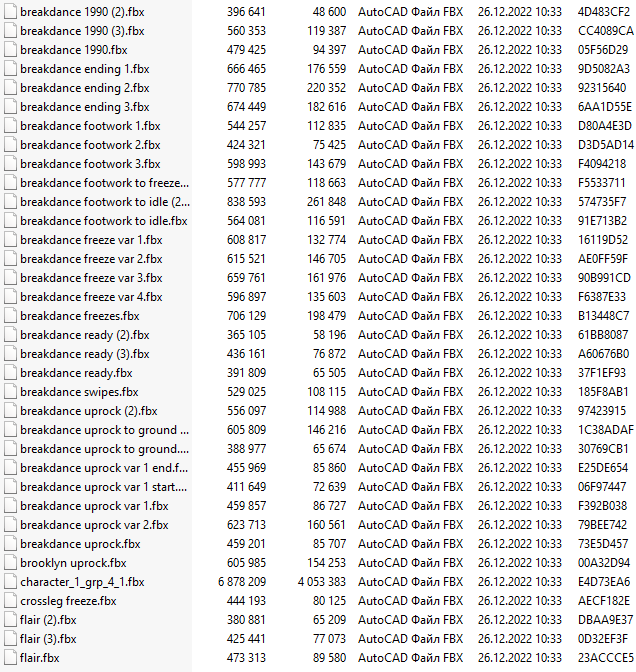 breakdance 1990 (2).fbx 396 641 48 600 AutoCAD Файл FBX 26.12.2022 10:33 4D483CF2
breakdance 1990 (3).fbx 560 353 119 387 AutoCAD Файл FBX 26.12.2022 10:33 CC4089CA
breakdance 1990.fbx 479 425 94 397 AutoCAD Файл FBX 26.12.2022 10:33 05F56D29
breakdance ending 1.fbx 666 465 176 559 AutoCAD Файл FBX 26.12.2022 10:33 9D5082A3
breakdance ending 2.fbx 770 785 220 352 AutoCAD Файл FBX 26.12.2022 10:33 92315640
breakdance ending 3.fbx 674 449 182 616 AutoCAD Файл FBX 26.12.2022 10:33 6AA1D55E
breakdance footwork 1.fbx 544 257 112 835 AutoCAD Файл FBX 26.12.2022 10:33 D80A4E3D
breakdance footwork 2.fbx 424 321 75 425 AutoCAD Файл FBX 26.12.2022 10:33 D3D5AD14
breakdance footwork 3.fbx 598 993 143 679 AutoCAD Файл FBX 26.12.2022 10:33 F4094218
breakdance footwork to freeze... 577 777 118 663 AutoCAD Файл FBX 26.12.2022 10:33 F5533711
breakdance footwork to idle (2... 838 593 261 848 AutoCAD Файл FBX 26.12.2022 10:33 574735F7
breakdance footwork to idle.fbx 564 081 116 591 AutoCAD Файл FBX 26.12.2022 10:33 91E713B2
breakdance freeze var 1.fbx 608 817 132 774 AutoCAD Файл FBX 26.12.2022 10:33 16119D52
breakdance freeze var 2.fbx 615 521 146 705 AutoCAD Файл FBX 26.12.2022 10:33 AE0FF59F
breakdance freeze var 3.fbx 659 761 161 976 AutoCAD Файл FBX 26.12.2022 10:33 90B991CD
breakdance freeze var 4.fbx 596 897 135 603 AutoCAD Файл FBX 26.12.2022 10:33 F6387E33
breakdance freezes.fbx 706 129 198 479 AutoCAD Файл FBX 26.12.2022 10:33 B13448C7
breakdance ready (2).fbx 365 105 58 196 AutoCAD Файл FBX 26.12.2022 10:33 61BB8087
breakdance ready (3).fbx 436 161 76 872 AutoCAD Файл FBX 26.12.2022 10:33 A60676B0
breakdance ready.fbx 391 809 65 505 AutoCAD Файл FBX 26.12.2022 10:33 37F1EF93
breakdance swipes.fbx 529 025 108 115 AutoCAD Файл FBX 26.12.2022 10:33 185F8AB1
breakdance uprock (2).fbx 556 097 114 988 AutoCAD Файл FBX 26.12.2022 10:33 97423915
breakdance uprock to ground ... 605 809 146 216 AutoCAD Файл FBX 26.12.2022 10:33 1C38ADAF
breakdance uprock to ground.... 388 977 65 674 AutoCAD Файл FBX 26.12.2022 10:33 30769CB1
breakdance uprock var 1 end.f... 455 969 85 860 AutoCAD Файл FBX 26.12.2022 10:33 E25DE654
breakdance uprock var 1 start.... 411 649 72 639 AutoCAD Файл FBX 26.12.2022 10:33 06F97447
breakdance uprock var 1.fbx 459 857 86 727 AutoCAD Файл FBX 26.12.2022 10:33 F392B038
breakdance uprock var 2.fbx 623 713 160 561 AutoCAD Файл FBX 26.12.2022 10:33 79BEE742
breakdance uprock.fbx 459 201 85 707 AutoCAD Файл FBX 26.12.2022 10:33 73E5D457
brooklyn uprock.fbx 605 985 154 253 AutoCAD Файл FBX 26.12.2022 10:33 00A32D94
character_1_grp_4_1.fbx 6 878 209 4 053 383 AutoCAD Файл FBX 26.12.2022 10:33 E4D73EA6
crossleg freeze.fbx 444 193 80 125 AutoCAD Файл FBX 26.12.2022 10:33 AECF182E
flair (2).fbx 380 881 65 209 AutoCAD Файл FBX 26.12.2022 10:33 DBAA9E37
flair (3).fbx 425 441 77 073 AutoCAD Файл FBX 26.12.2022 10:33 0D32EF3F
flair.fbx 473 313 89 580 AutoCAD Файл FBX 26.12.2022 10:33 23ACCCE5